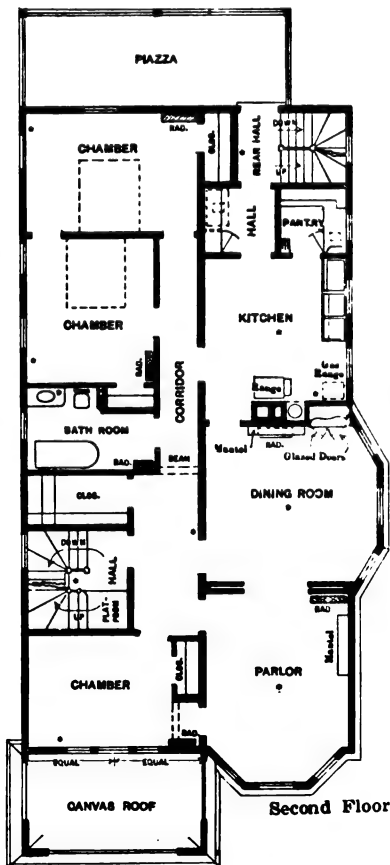 PIAZZA
RAD.
CHAMBER
CLOS.
REAR HALL
DOWN
UP
HALL
PANTRY
CHAMBER
KITCHEN
RAD.
CORRIDOR
Range
Gas Range
BATH ROOM
RAD.
BEAM
Mantel
RAD.
Glazed Doors
CLOS.
DINING ROOM
DOWN
HALL
UP
PLAT-
FORM
RAD
Mantel
CLOS.
CHAMBER
PARLOR
RAD
EQUAL
EQUAL
CANVAS ROOF
Second Floor